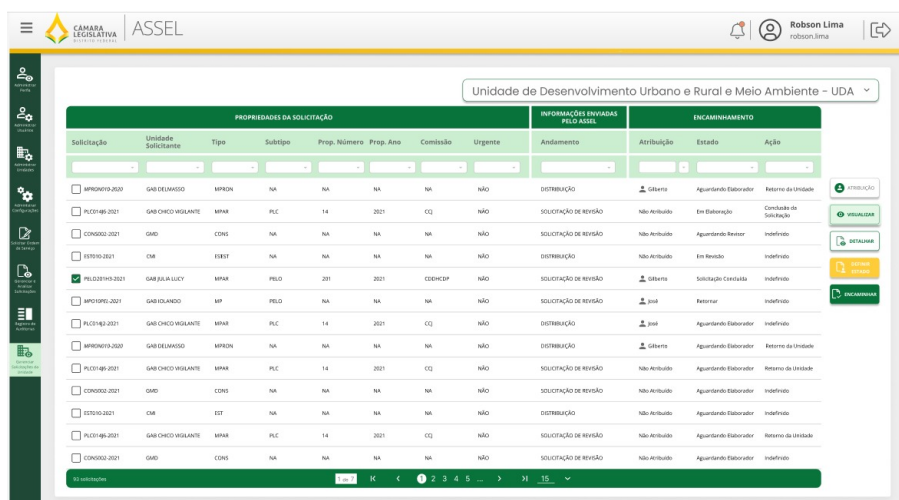 CÂMARA
LEGISLATIVA
DISTRITO FEDERAL
ASSEL
Robson Lima
robson.lima
Unidade de Desenvolvimento Urbano e Rural e Meio Ambiente - UDA
PROPRIEDADES DA SOLICITAÇÃO INFORMAÇÕES ENVIADAS PELO ASSEL ENCAMINHAMENTO
Solicitação Unidade Solicitante Tipo Subtipo Prop. Número Prop. Ano Comissão Urgente Andamento Atribuição Estado Ação
MPRON019-2020 GAB DELMASSO MPRON NA NA NA NA NÃO DISTRIBUIÇÃO Gilberto Aguardando Elaborador Retorno da Unidade
PLC014J6-2021 GAB CHICO VIGILANTE MPAR PLC 14 2021 CCJ NÃO SOLICITAÇÃO DE REVISÃO Não Atribuído Em Elaboração Conclusão da Solicitação
CONS002-2021 GMD CONS NA NA NA NA NÃO SOLICITAÇÃO DE REVISÃO Não Atribuído Aguardando Revisor Indefinido
EST010-2021 CMI ESEST NA NA NA NA NÃO DISTRIBUIÇÃO Não Atribuído Em Revisão Indefinido
PELO201H3-2021 GAB JULIA LUCY MPAR PELO 201 2021 CDDHCDP NÃO SOLICITAÇÃO DE REVISÃO Gilberto Solicitação Concluída Indefinido
GAB IOLANDO MP PELO NA NA NA NÃO DISTRIBUIÇÃO José Retornar Indefinido
PLC014J2-2021 GAB CHICO VIGILANTE MPAR PLC 14 2021 CCJ NÃO SOLICITAÇÃO DE REVISÃO José Aguardando Elaborador Indefinido
MPRON019-2020 GAB DELMASSO MPRON NA NA NA NA NÃO DISTRIBUIÇÃO Gilberto Aguardando Elaborador Retorno da Unidade
PLC014J6-2021 GAB CHICO VIGILANTE MPAR PLC 14 2021 CCJ NÃO SOLICITAÇÃO DE REVISÃO Não Atribuído Aguardando Elaborador Retorno da Unidade
CONS002-2021 GMD CONS NA NA NA NA NÃO SOLICITAÇÃO DE REVISÃO Não Atribuído Aguardando Elaborador Indefinido
EST010-2021 CMI EST NA NA NA NA NÃO DISTRIBUIÇÃO Não Atribuído Aguardando Elaborador Indefinido
PLC014J6-2021 GAB CHICO VIGILANTE MPAR PLC 14 2021 CCJ NÃO SOLICITAÇÃO DE REVISÃO Não Atribuído Aguardando Elaborador Retorno da Unidade
CONS002-2021 GMD CONS NA NA NA NA NÃO SOLICITAÇÃO DE REVISÃO Não Atribuído Aguardando Elaborador Indefinido
solicitações 1 de 7 1 2 3 4 5 ... 15
ATRIBUIÇÃO
VISUALIZAR
DETALHAR
ESTADO
ENCAMINHAR